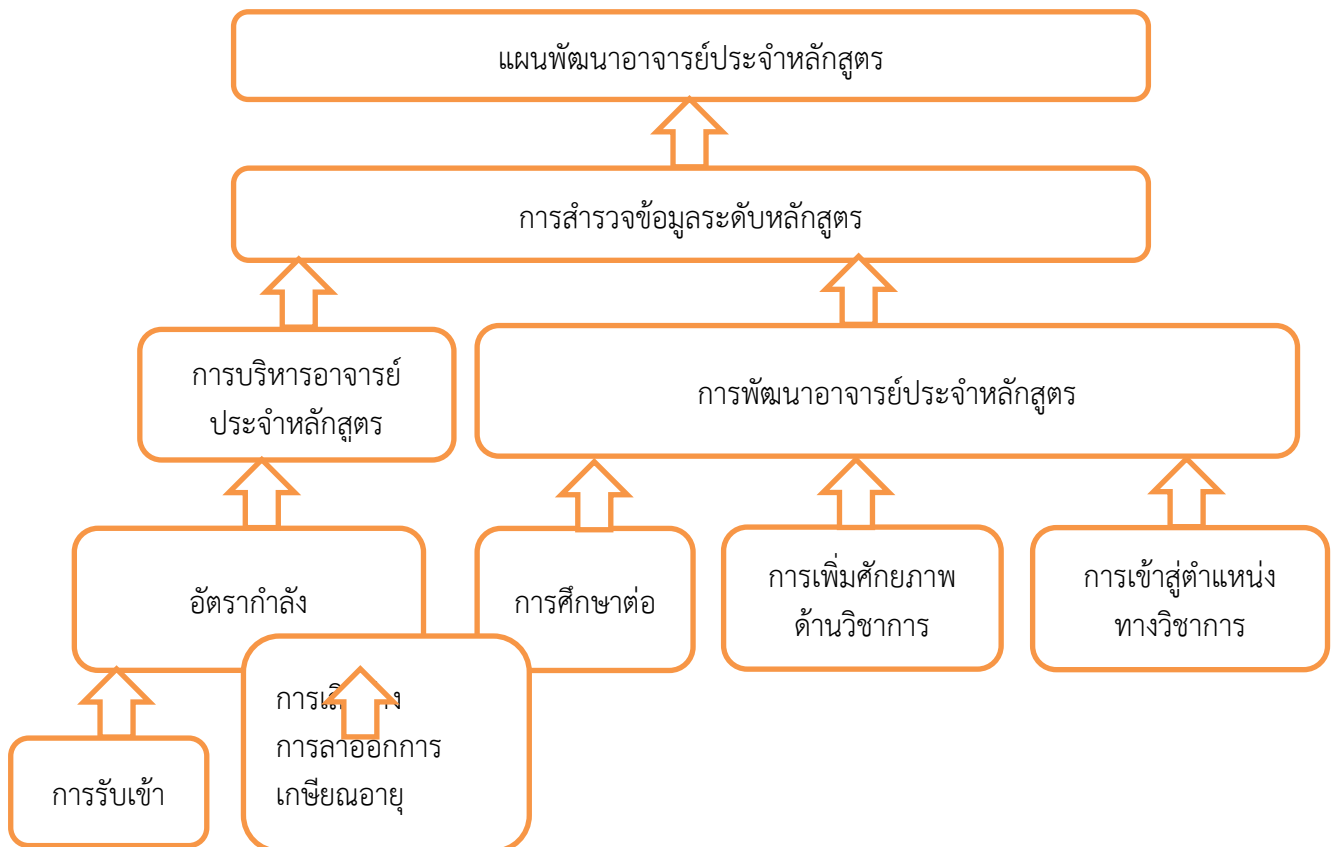 แผนพัฒนาอาจารย์ประจำหลักสูตร
การสำรวจข้อมูลระดับหลักสูตร
การบริหารอาจารย์
ประจำหลักสูตร
การพัฒนาอาจารย์ประจำหลักสูตร
อัตรากำลัง
การศึกษาต่อ
การเพิ่มศักยภาพ
ด้านวิชาการ
การเข้าสู่ตำแหน่ง
ทางวิชาการ
การรับเข้า
การลาออกการ
เกษียณอายุ